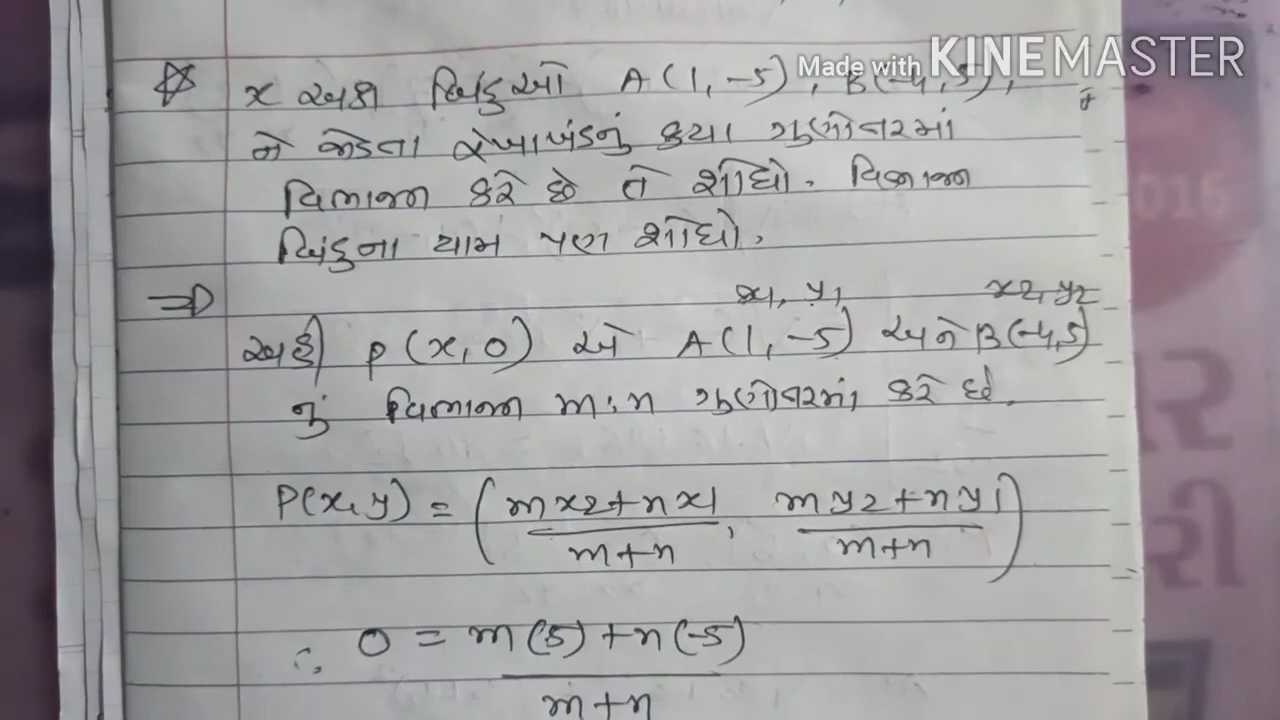 Made with KINEMASTER
x અક્ષ બિંદુઓ A(1,-5), B(-4,5),
ને જોડતા રેખાખંડનું કયા ગુણોત્તરમાં
વિભાજન કરે છે તે શોધો. વિભાજન
બિંદુના યામ પણ શોધો.
⇒ x1, y1 x2, y2
અહીં P(x,0) એ A(1,-5) અને B(-4,5)
નું વિભાજન m:n ગુણોત્તરમાં કરે છે.
P(x,y) = (mx2+nx1/m+n, my2+ny1/m+n)
∴ 0 = m(5)+n(-5)/m+n
2016